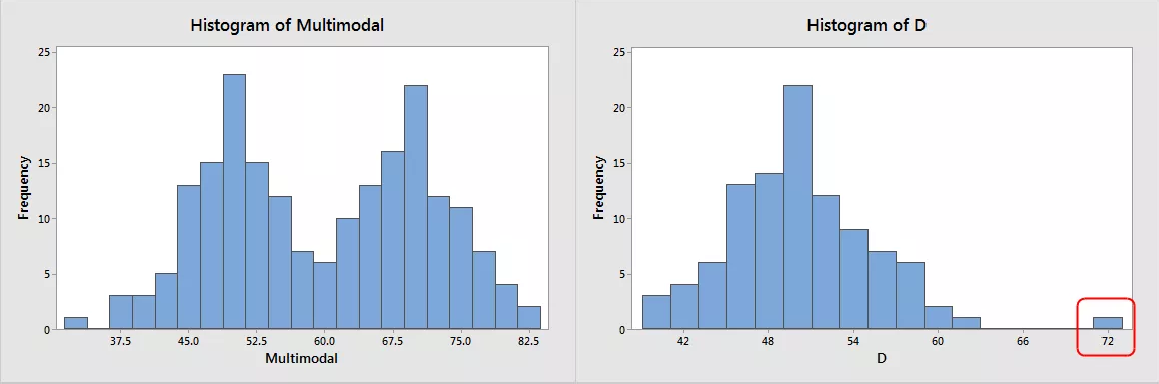 Histogram of Multimodal
25
20
15
10
5
0
Frequency
37.5 45.0 52.5 60.0 67.5 75.0 82.5
Multimodal
Histogram of D
25
20
15
10
5
0
Frequency
42 48 54 60 66 72
D